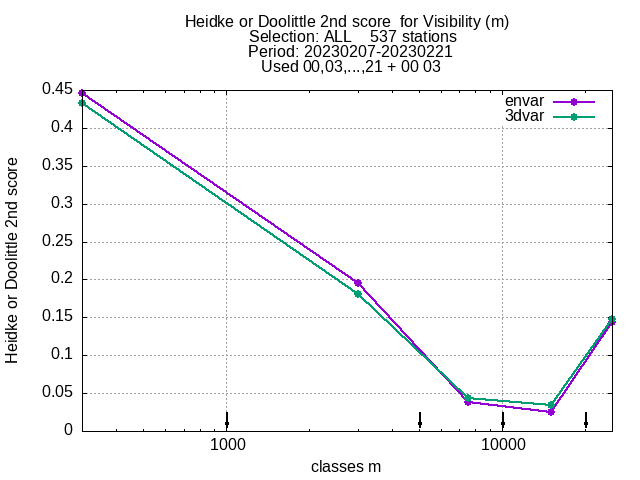 Heidke or Doolittle 2nd score  for Visibility (m)
Selection: ALL    537 stations
Period: 20230207-20230221
Used 00,03,...,21 + 00 03
envar
3dvar
0.45
0.4
0.35
0.3
0.25
0.2
0.15
0.1
0.05
0
Heidke or Doolittle 2nd score
1000
10000
classes m